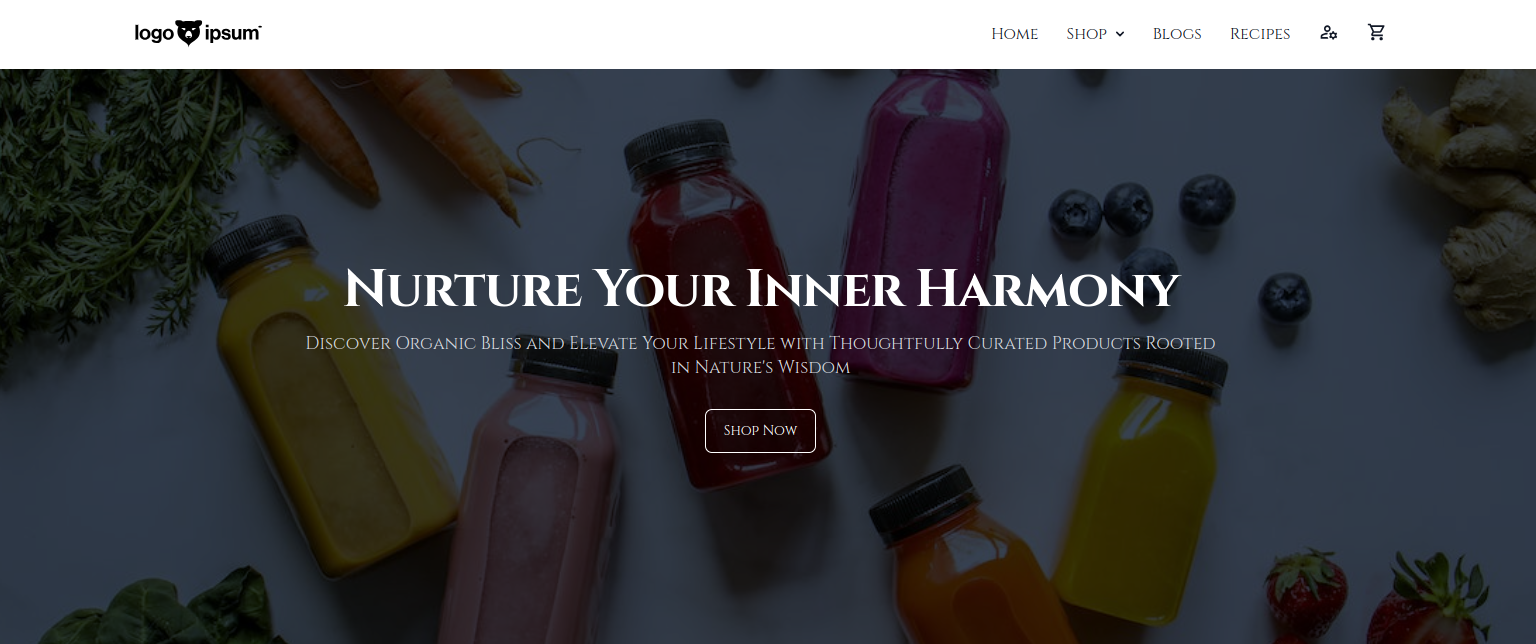 logo ipsum™
Home Shop Blogs Recipes
Nurture Your Inner Harmony
Discover Organic Bliss and Elevate Your Lifestyle with Thoughtfully Curated Products Rooted
in Nature's Wisdom
Shop Now